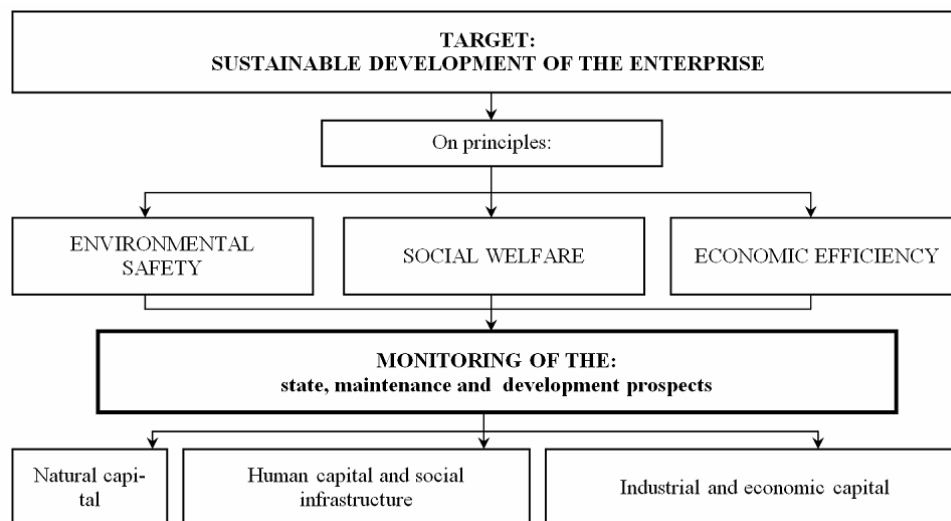 TARGET:
SUSTAINABLE DEVELOPMENT OF THE ENTERPRISE
On principles:
ENVIRONMENTAL
SAFETY
SOCIAL WELFARE
ECONOMIC EFFICIENCY
MONITORING OF THE:
state, maintenance and development prospects
Natural capi-
tal
Human capital and social
infrastructure
Industrial and economic capital